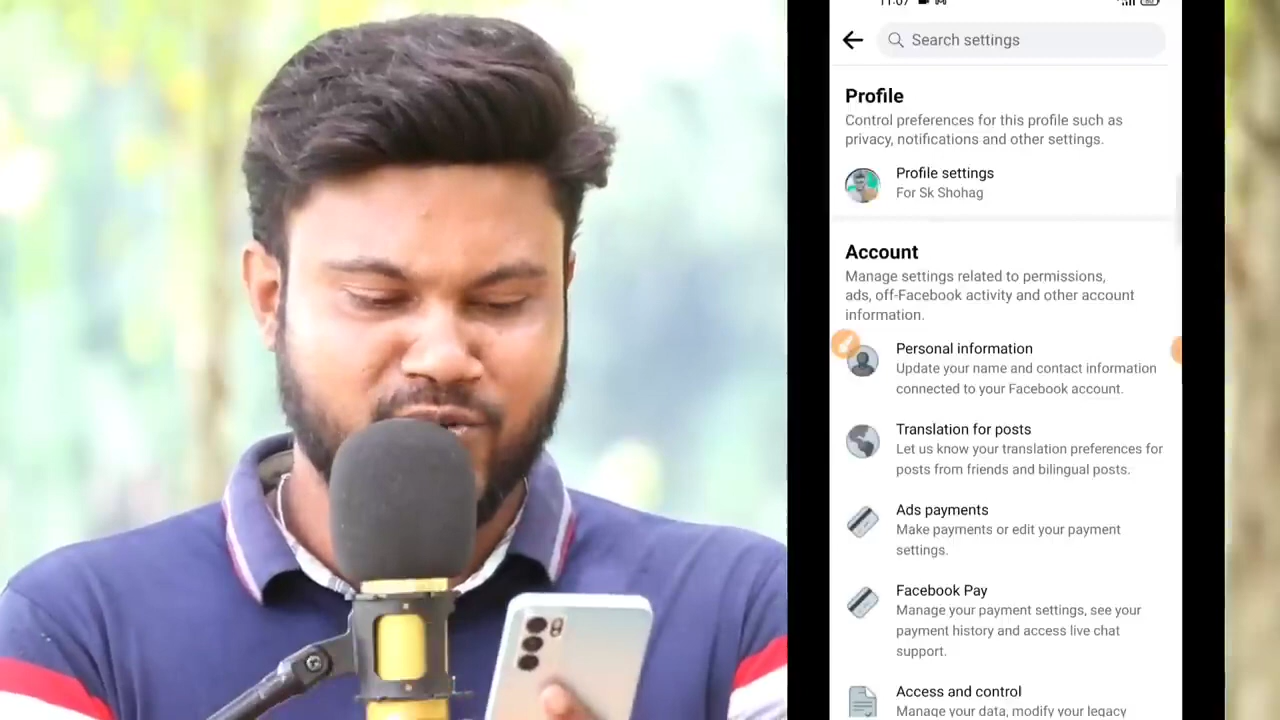 11:07
Search settings
Profile
Control preferences for this profile such as
privacy, notifications and other settings.
Profile settings
For Sk Shohag
Account
Manage settings related to permissions,
ads, off-Facebook activity and other account
information.
Personal information
Update your name and contact information
connected to your Facebook account.
Translation for posts
Let us know your translation preferences for
posts from friends and bilingual posts.
Ads payments
Make payments or edit your payment
settings.
Facebook Pay
Manage your payment settings, see your
payment history and access live chat
support.
Access and control
Manage your data, modify your legacy